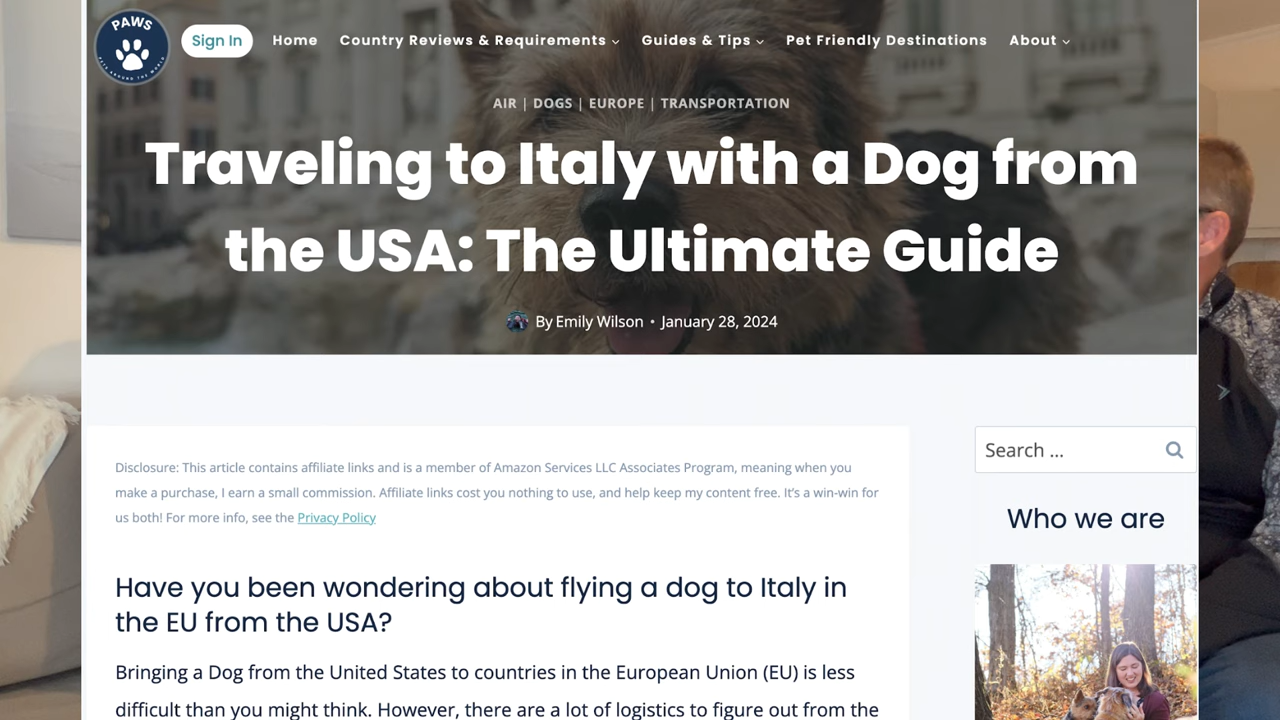 PAWS
PETS AROUND THE WORLD
Sign In
Home
Country Reviews & Requirements
Guides & Tips
Pet Friendly Destinations
About
AIR | DOGS | EUROPE | TRANSPORTATION
Traveling to Italy with a Dog from
the USA: The Ultimate Guide
By Emily Wilson • January 28, 2024
Disclosure: This article contains affiliate links and is a member of Amazon Services LLC Associates Program, meaning when you
make a purchase, I earn a small commission. Affiliate links cost you nothing to use, and help keep my content free. It’s a win-win for
us both! For more info, see the Privacy Policy
Search ...
Who we are
Have you been wondering about flying a dog to Italy in
the EU from the USA?
Bringing a Dog from the United States to countries in the European Union (EU) is less
difficult than you might think. However, there are a lot of logistics to figure out from the